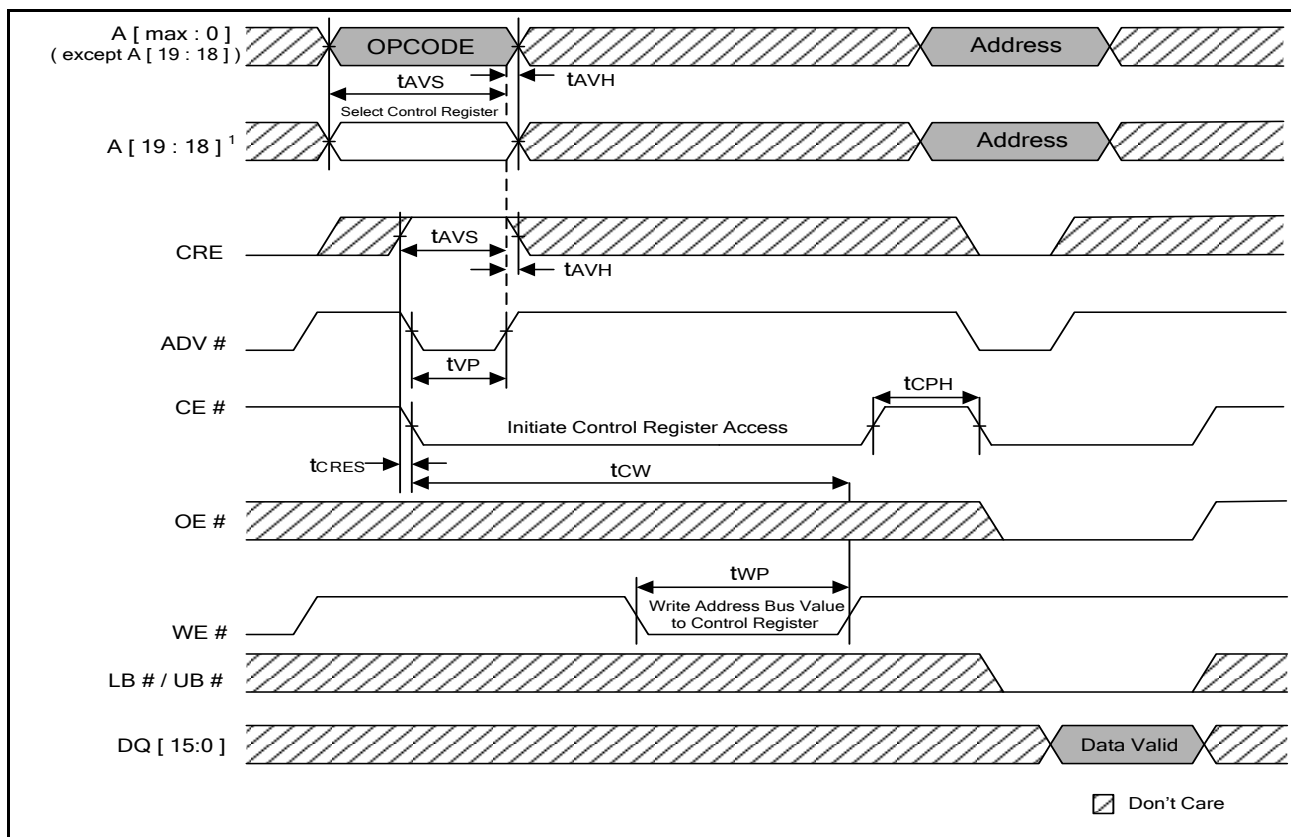 A [ max : 0 ]
( except A [ 19 : 18 ] )
OPCODE
Address
tAVS
tAVH
Select Control Register
A [ 19 : 18 ] 1
Address
CRE
tAVS
tAVH
ADV #
tVP
tCPH
CE #
Initiate Control Register Access
tCRES
tCW
OE #
tWP
Write Address Bus Value
to Control Register
WE #
LB # / UB #
DQ [ 15:0 ]
Data Valid
Don't Care